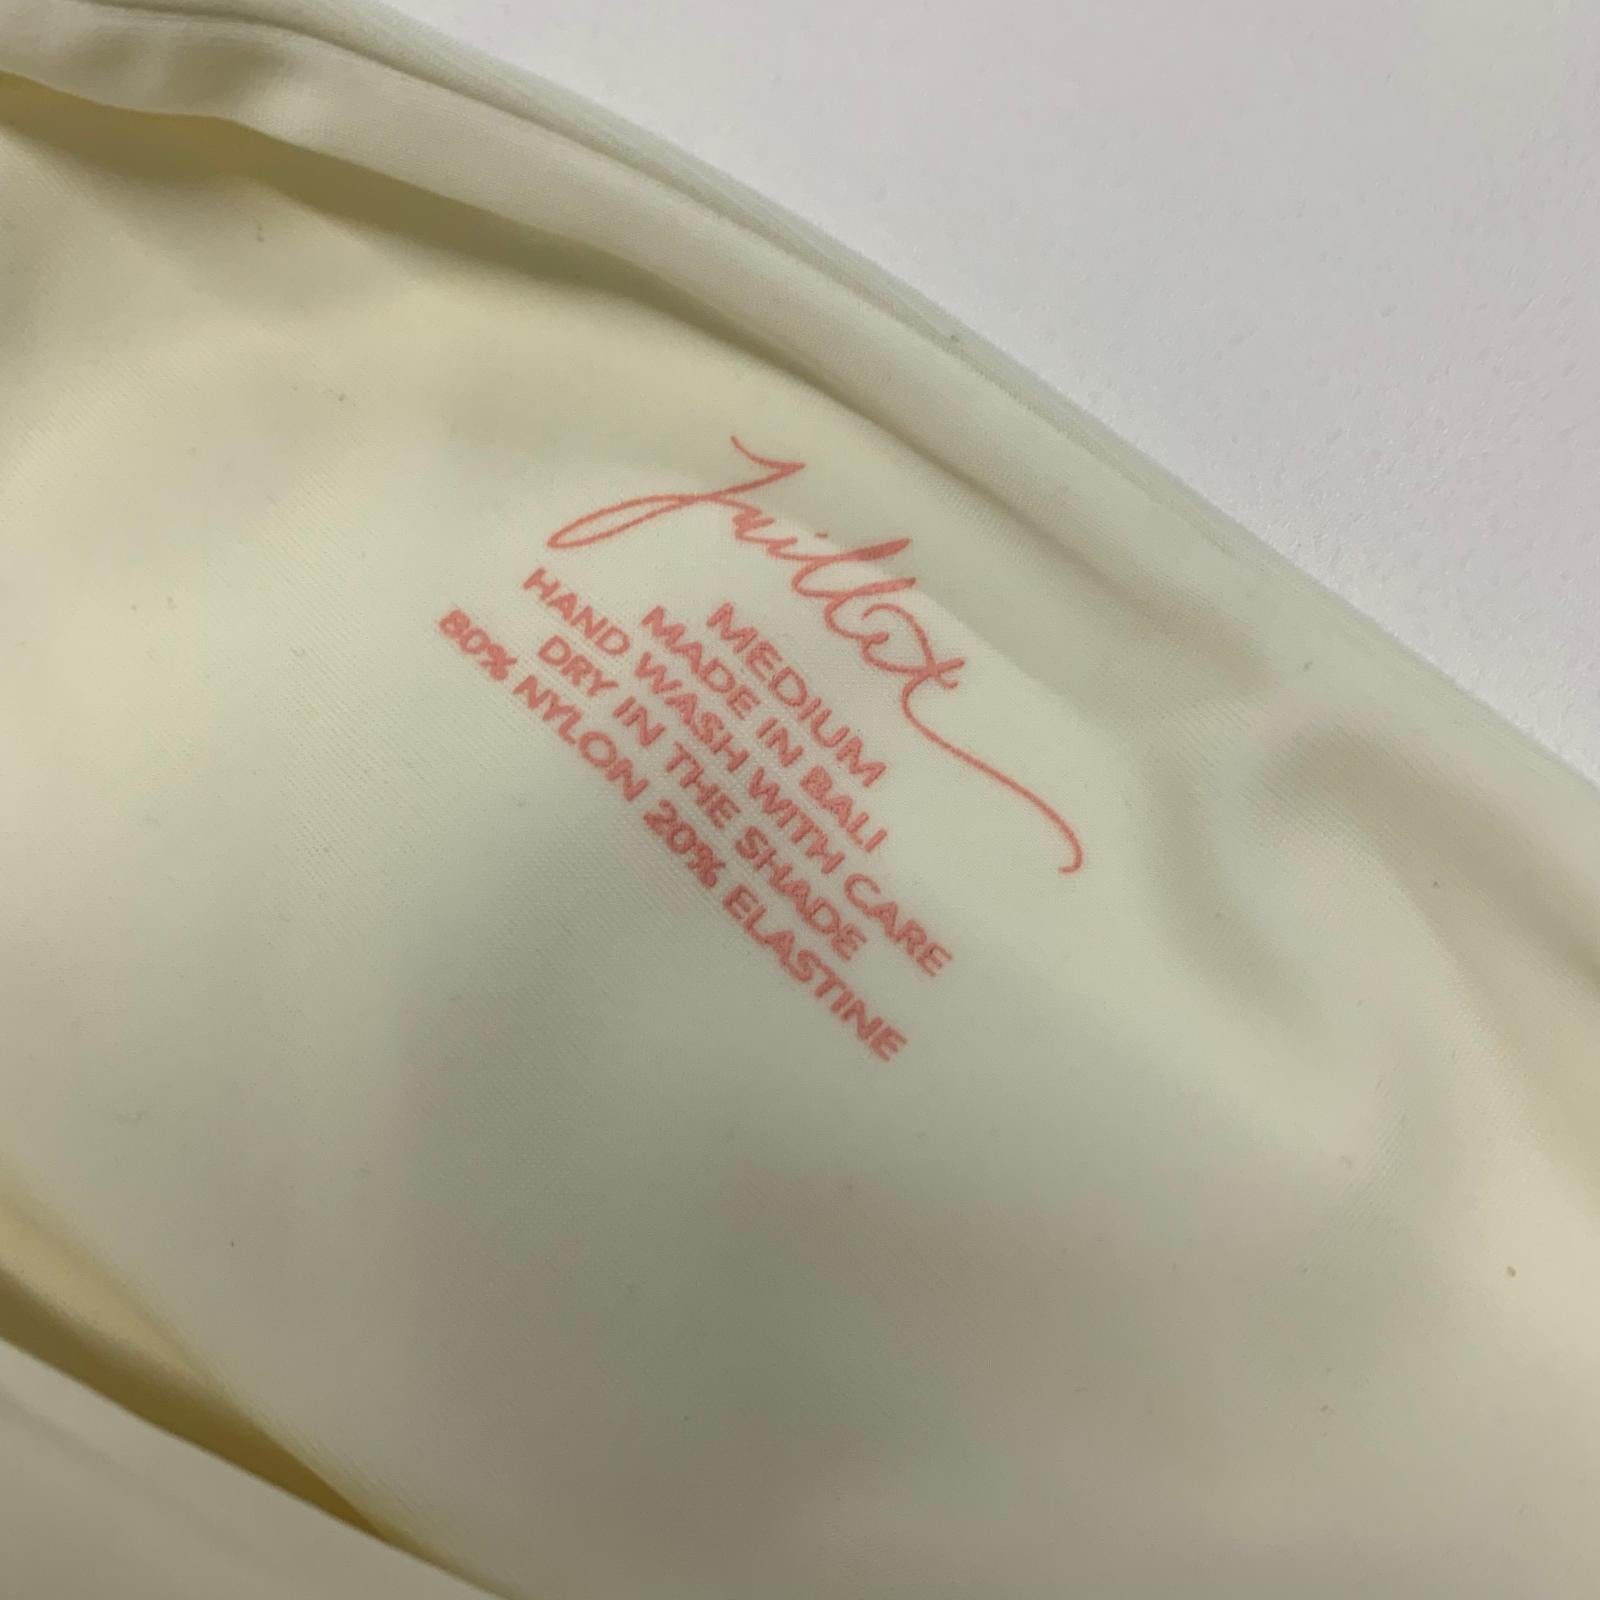 Juillet
MEDIUM
MADE IN BALI
HAND WASH WITH CARE
DRY IN THE SHADE
80% NYLON 20% ELASTINE